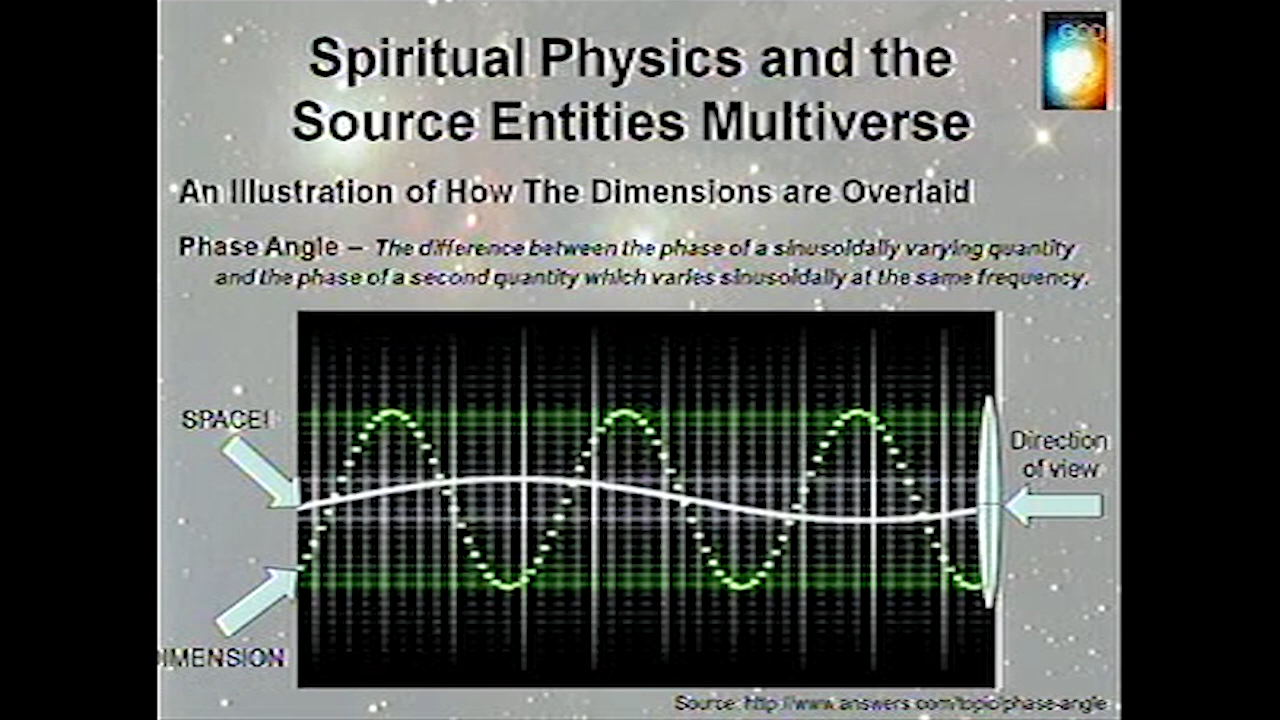 GOD
Spiritual Physics and the
Source Entities Multiverse
An Illustration of How The Dimensions are Overlaid
Phase Angle – The difference between the phase of a sinusoidally varying quantity
and the phase of a second quantity which varies sinusoidally at the same frequency.
SPACE!
Direction
of view
DIMENSION
Source: http://www.answers.com/topic/phase-angle